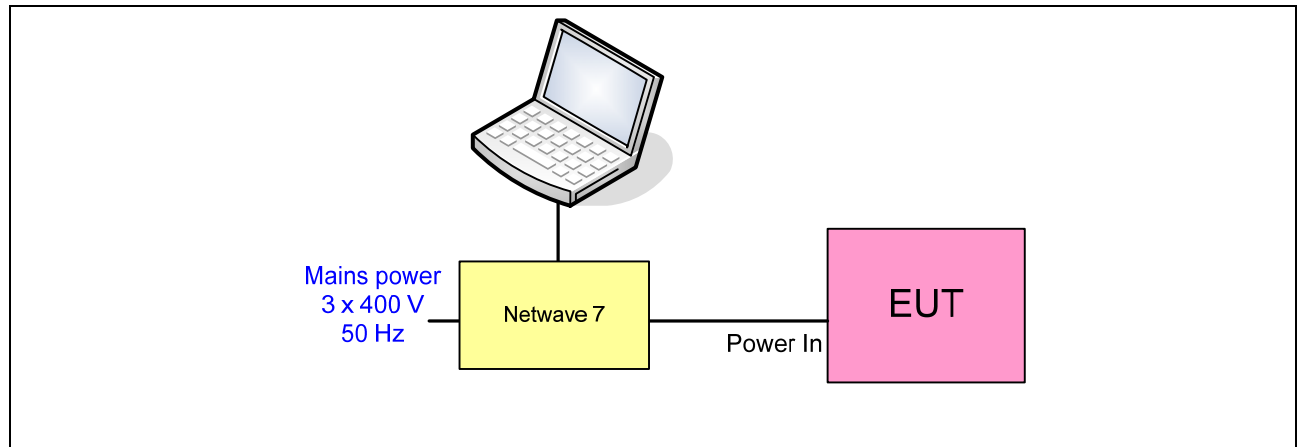 Mains power
3 x 400 V
50 Hz
Netwave 7
Power In
EUT